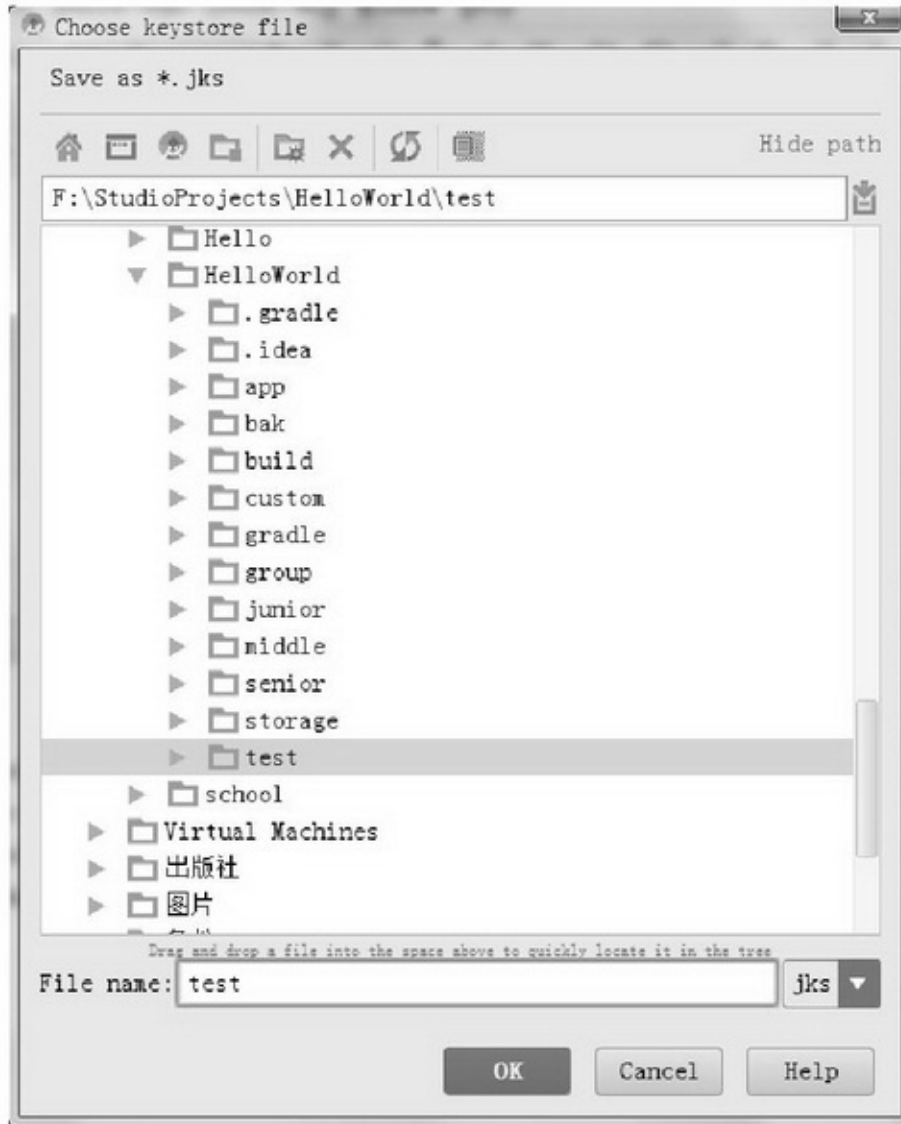 Choose keystore file
Save as *.jks
Hide path
F:\StudioProjects\HelloWorld\test
Hello
HelloWorld
.gradle
.idea
app
bak
build
custom
gradle
group
junior
middle
senior
storage
test
school
Virtual Machines
出版社
图片
Drag and drop a file into the space above to quickly locate it in the tree
File name: test jks
OK Cancel Help